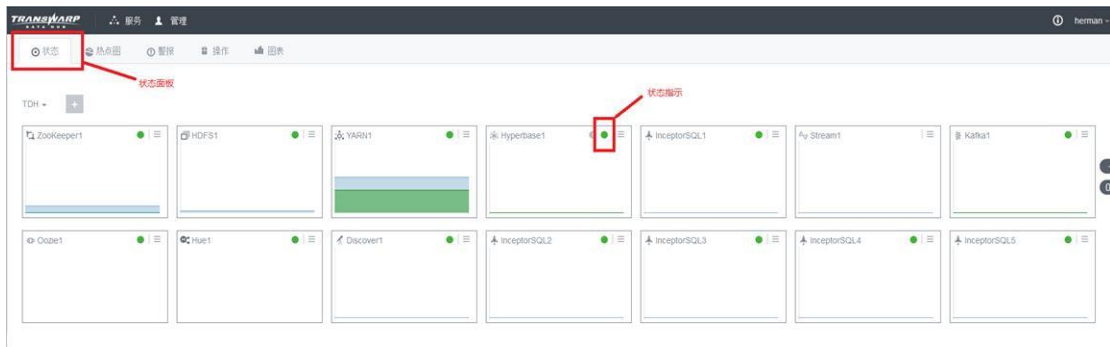 TRANSWARP 服务 管理 herman
DATA HUB
状态 热点图 警报 操作 图表
状态面板
状态指示
TDH
ZooKeeper1 HDFS1 YARN1 Hyperbase1 InceptorSQL1 Stream1 Kafka1
Oozie1 Hue1 Discover1 InceptorSQL2 InceptorSQL3 InceptorSQL4 InceptorSQL5